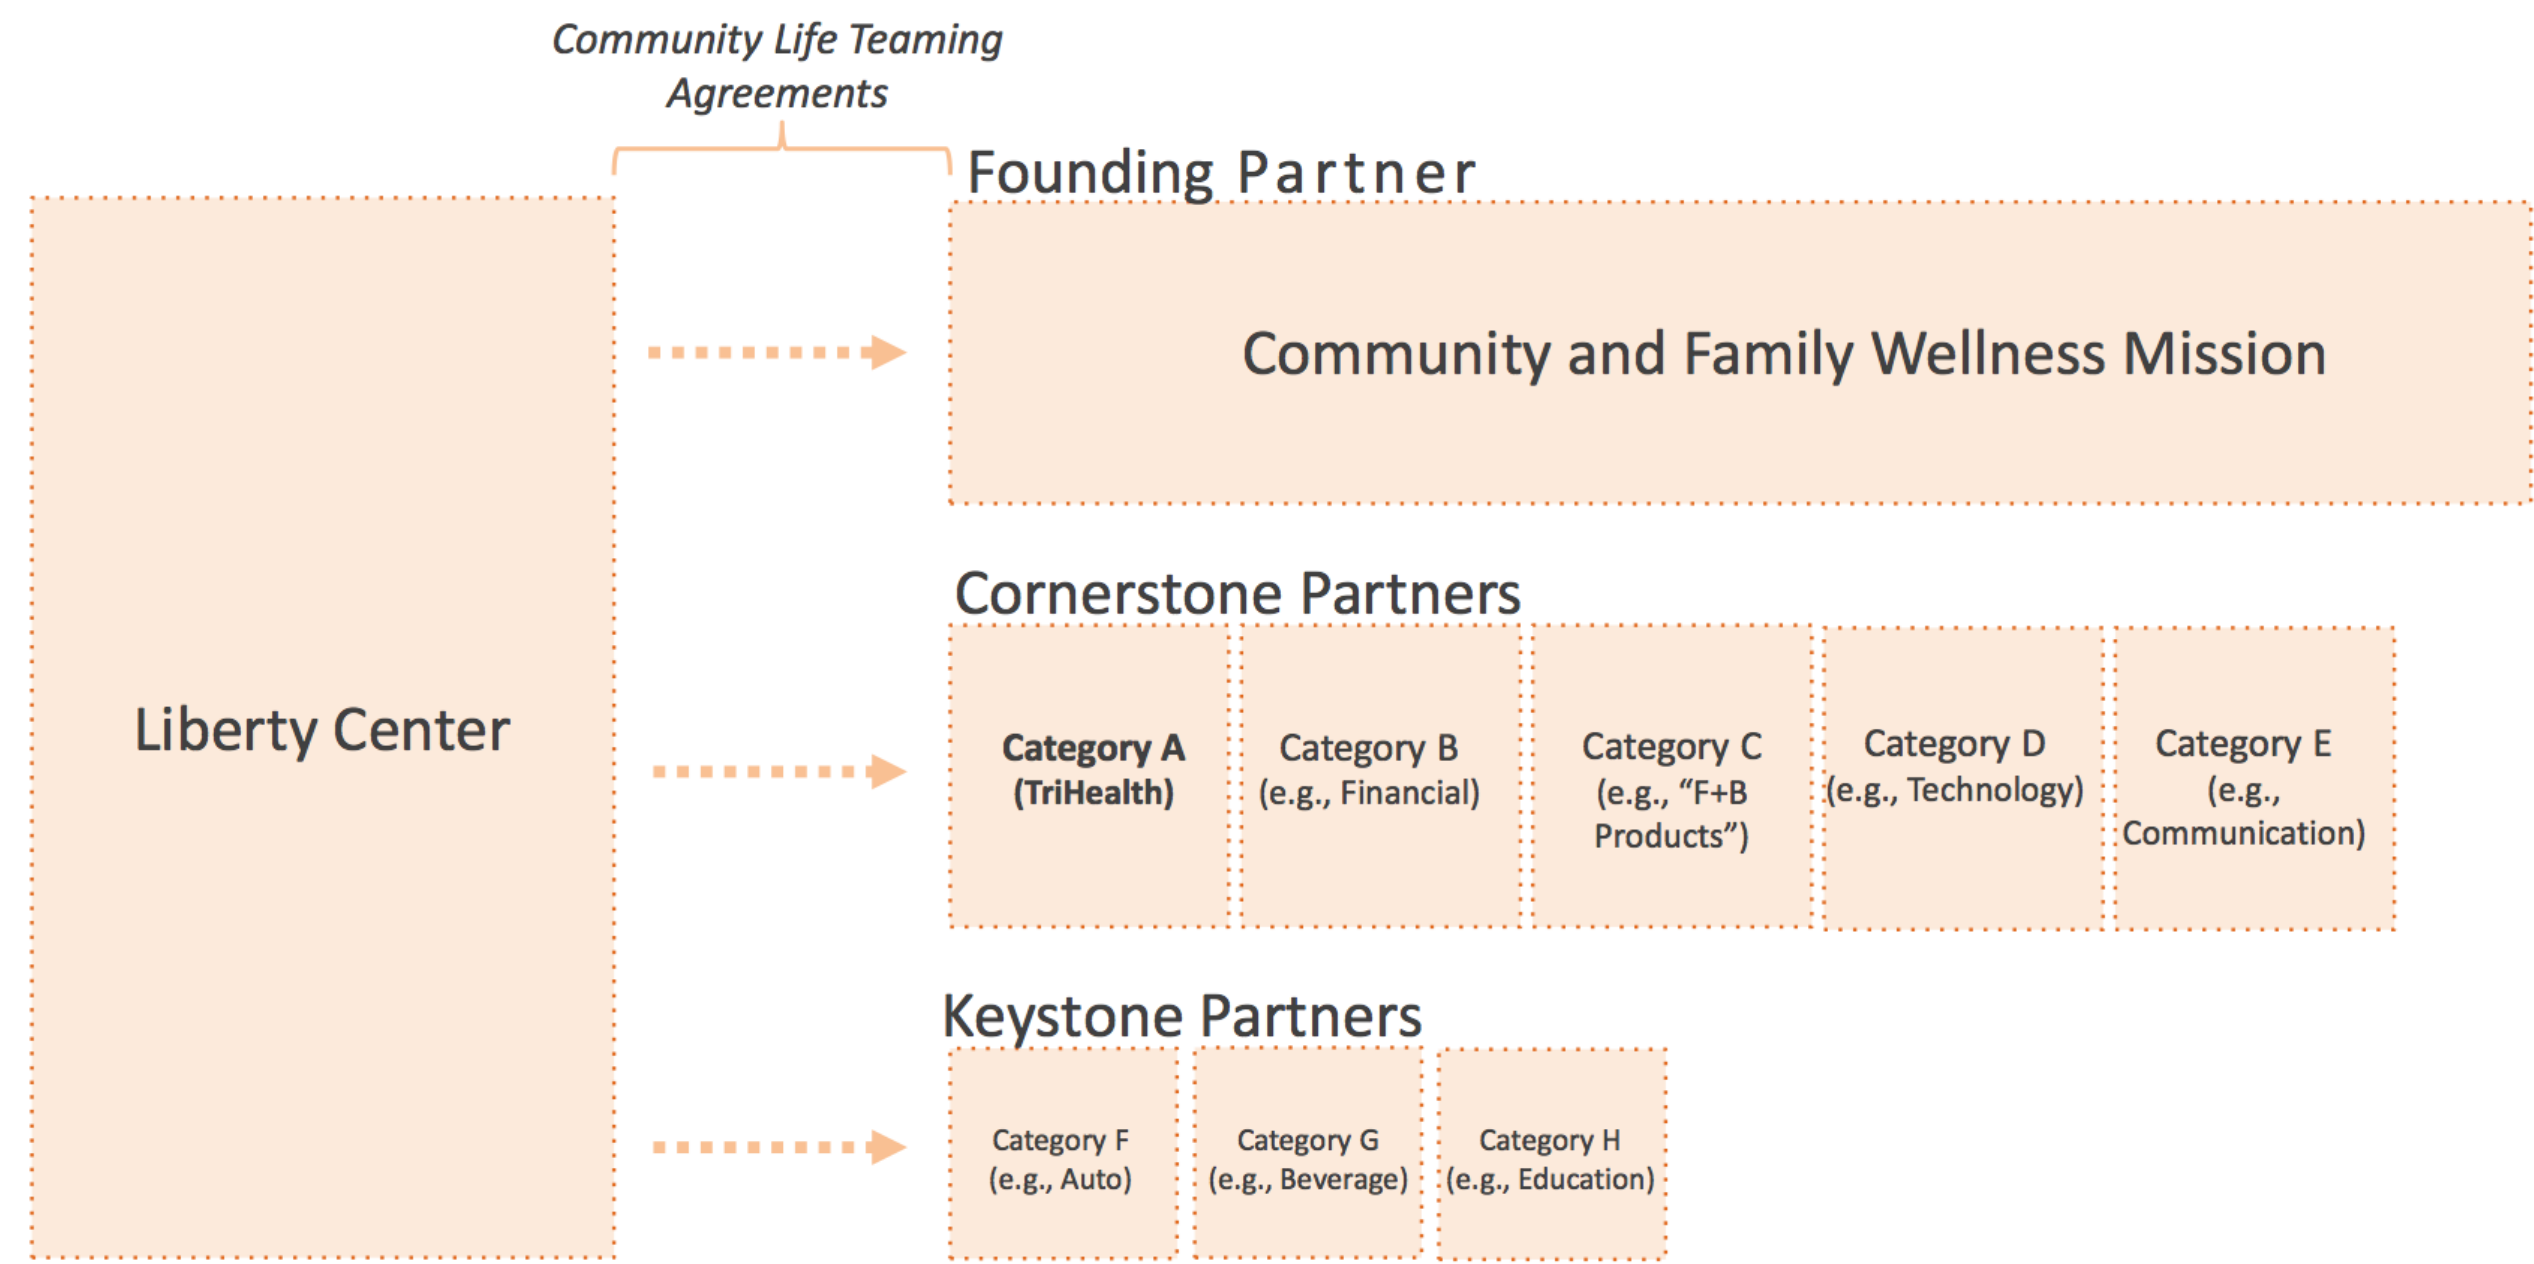 Community Life Teaming
Agreements
Founding Partner
Community and Family Wellness Mission
Liberty Center
Cornerstone Partners
Category A
(TriHealth)
Category B
(e.g., Financial)
Category C
(e.g., “F+B
Products”)
Category D
(e.g., Technology)
Category E
(e.g.,
Communication)
Keystone Partners
Category F
(e.g., Auto)
Category G
(e.g., Beverage)
Category H
(e.g., Education)